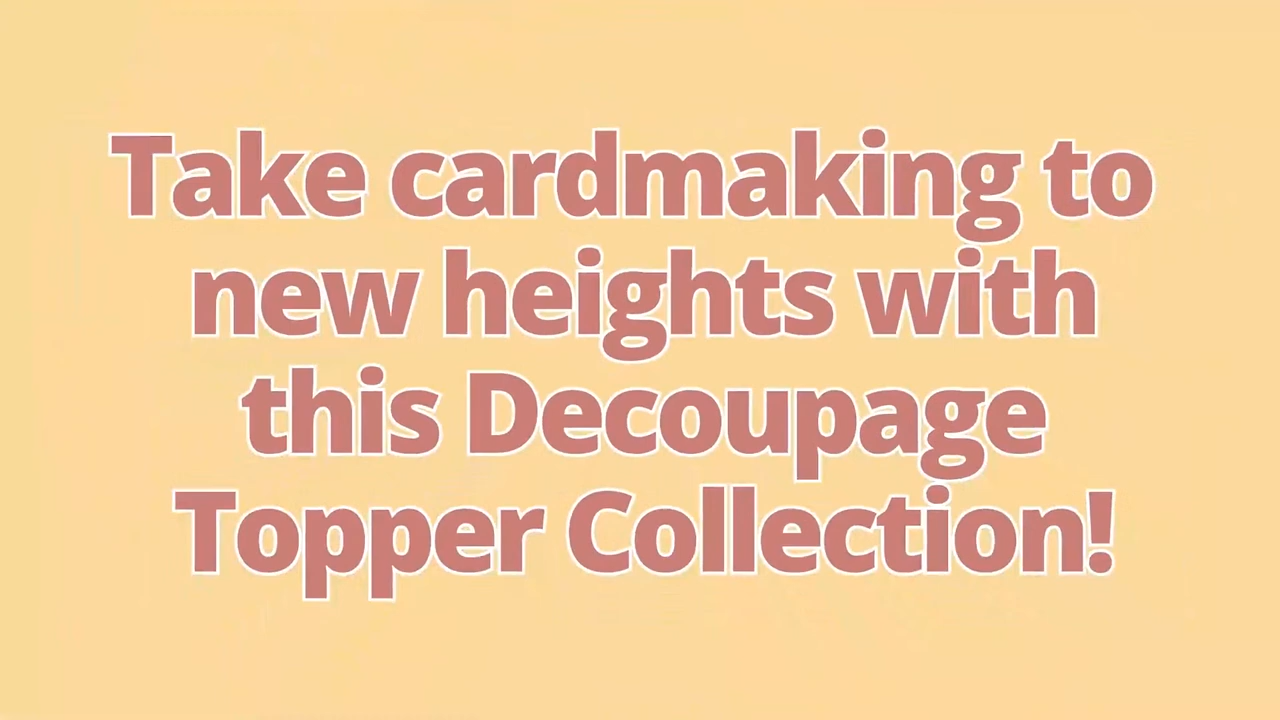 Take cardmaking to
new heights with
this Decoupage
Topper Collection!